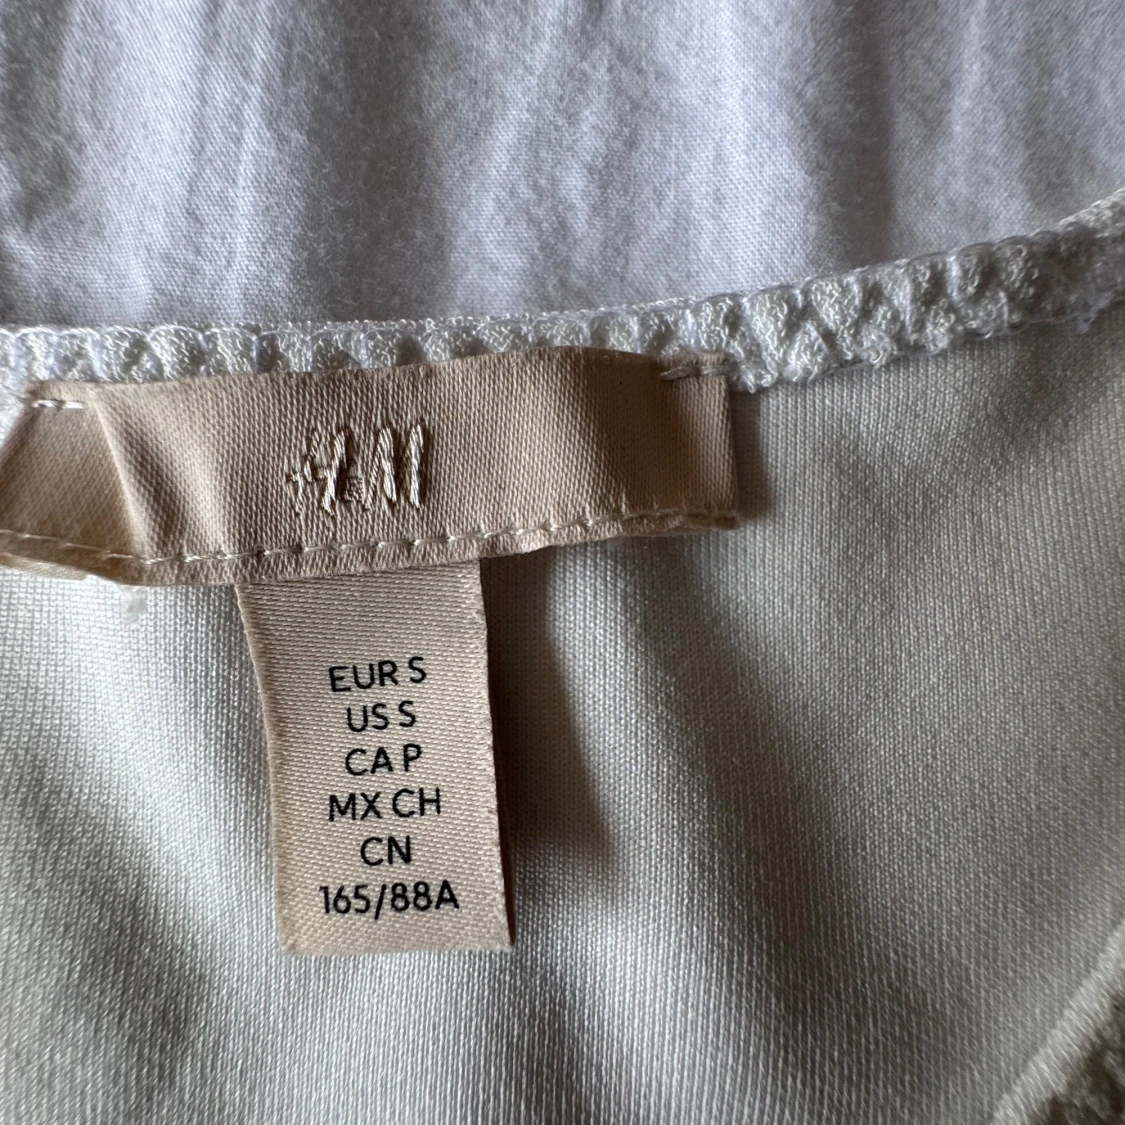 H&M
EUR S
US S
CA P
MX CH
CN
165/88A